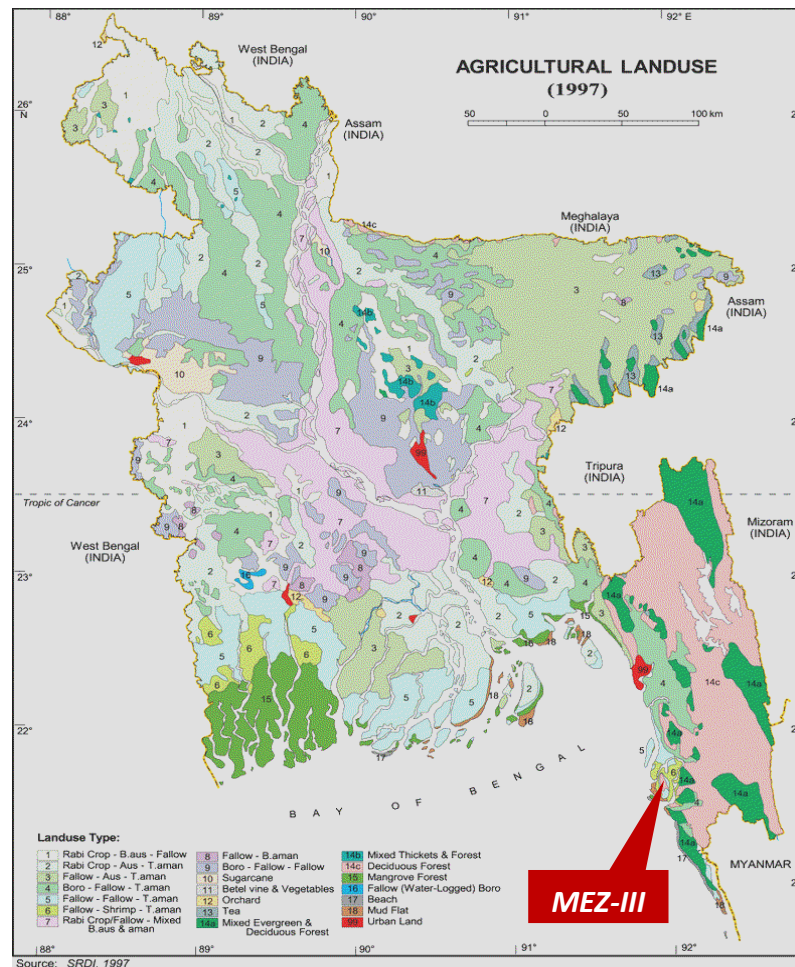 88°
89°
90°
91°
92° E
12
West Bengal
(INDIA)
AGRICULTURAL LANDUSE
(1997)
50 0 50 100 km
26°
N
Assam
(INDIA)
Meghalaya
(INDIA)
25°
Assam
(INDIA)
24°
Tropic of Cancer
Tripura
(INDIA)
Mizoram
(INDIA)
West Bengal
(INDIA)
23°
22°
BAY OF BENGAL
MYANMAR
MEZ-III
Landuse Type:
1 Rabi Crop - B.aus - Fallow
2 Rabi Crop - Aus - T.aman
3 Fallow - Aus - T.aman
4 Boro - Fallow - T.aman
5 Fallow - Fallow - T.aman
6 Fallow - Shrimp - T.aman
7 Rabi Crop/Fallow - Mixed
B.aus & aman
8 Fallow - B.aman
9 Boro - Fallow - Fallow
10 Sugarcane
11 Betel vine & Vegetables
12 Orchard
13 Tea
14a Mixed Evergreen &
Deciduous Forest
14b Mixed Thickets & Forest
14c Deciduous Forest
15 Mangrove Forest
16 Fallow (Water-Logged) Boro
17 Beach
18 Mud Flat
99 Urban Land
88°
89°
90°
91°
92° E
Source: SRDI, 1997